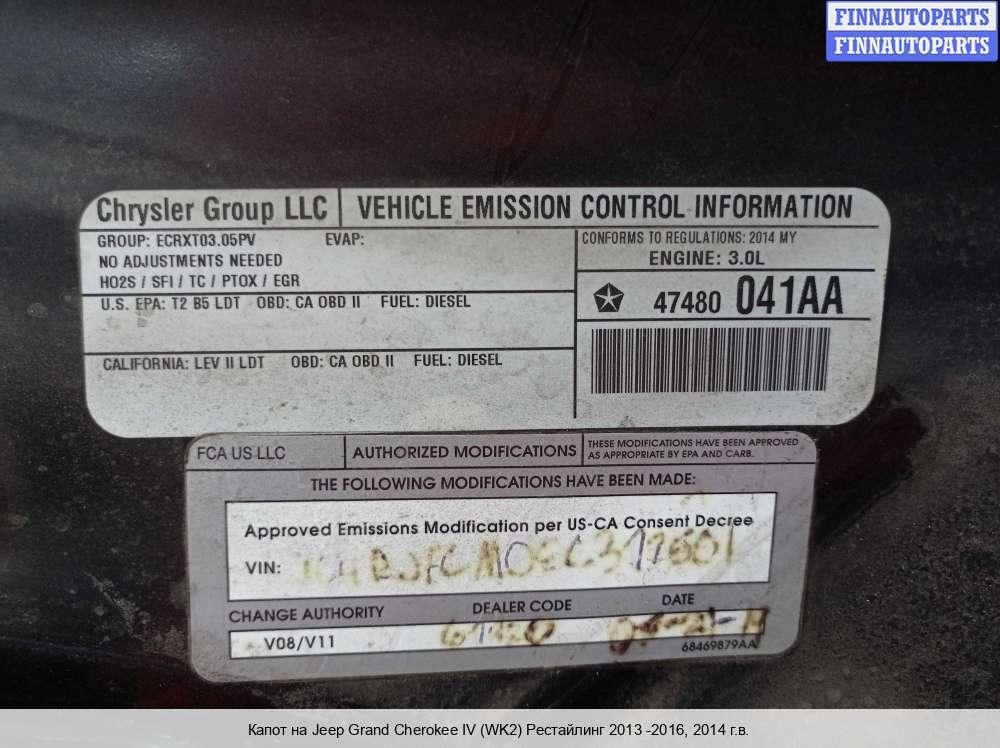 FINNAUTOPARTS
FINNAUTOPARTS
Chrysler Group LLC VEHICLE EMISSION CONTROL INFORMATION
GROUP: ECRXT03.05PV EVAP:
NO ADJUSTMENTS NEEDED
HO2S / SFI / TC / PTOX / EGR
U.S. EPA: T2 B5 LDT OBD: CA OBD II FUEL: DIESEL
CALIFORNIA: LEV II LDT OBD: CA OBD II FUEL: DIESEL
CONFORMS TO REGULATIONS: 2014 MY
ENGINE: 3.0L
47480 041AA
FCA US LLC
AUTHORIZED MODIFICATIONS
THESE MODIFICATIONS HAVE BEEN APPROVED
AS APPROPRIATE BY EPA AND CARB.
THE FOLLOWING MODIFICATIONS HAVE BEEN MADE:
Approved Emissions Modification per US-CA Consent Decree
VIN:
CHANGE AUTHORITY DEALER CODE DATE
V08/V11
68469879AA
Капот на Jeep Grand Cherokee IV (WK2) Рестайлинг 2013 -2016, 2014 г.в.